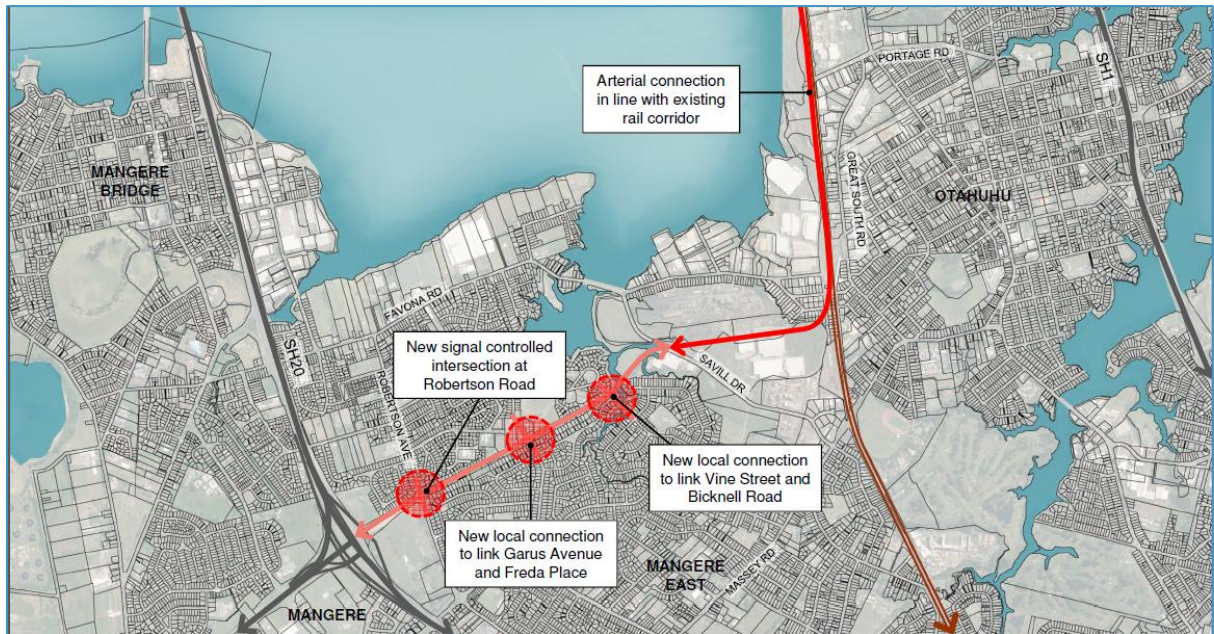 PORTAGE RD
SH1
Arterial connection
in line with existing
rail corridor
MANGERE
BRIDGE
GREAT SOUTH RD
OTAHUHU
FAVONA RD
SH20
New signal controlled
intersection at
Robertson Road
ROBERTSON AVE
SAVILL DR
New local connection
to link Vine Street and
Bicknell Road
New local connection
to link Garus Avenue
and Freda Place
MANGERE
EAST
MASSEY RD
MANGERE